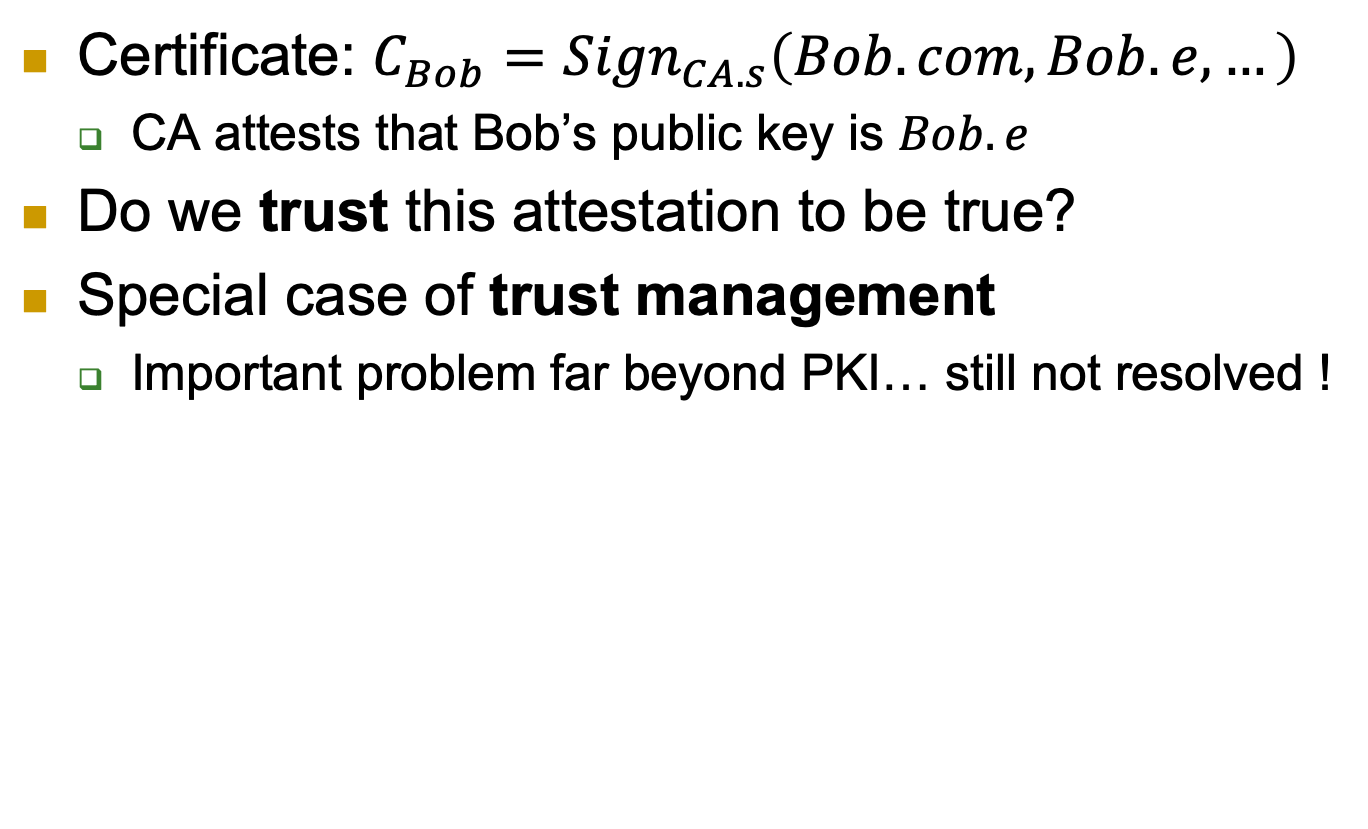 Certificate: C_Bob = Sign_CA.s(Bob.com, Bob.e, … )
CA attests that Bob’s public key is Bob.e
Do we trust this attestation to be true?
Special case of trust management
Important problem far beyond PKI… still not resolved !